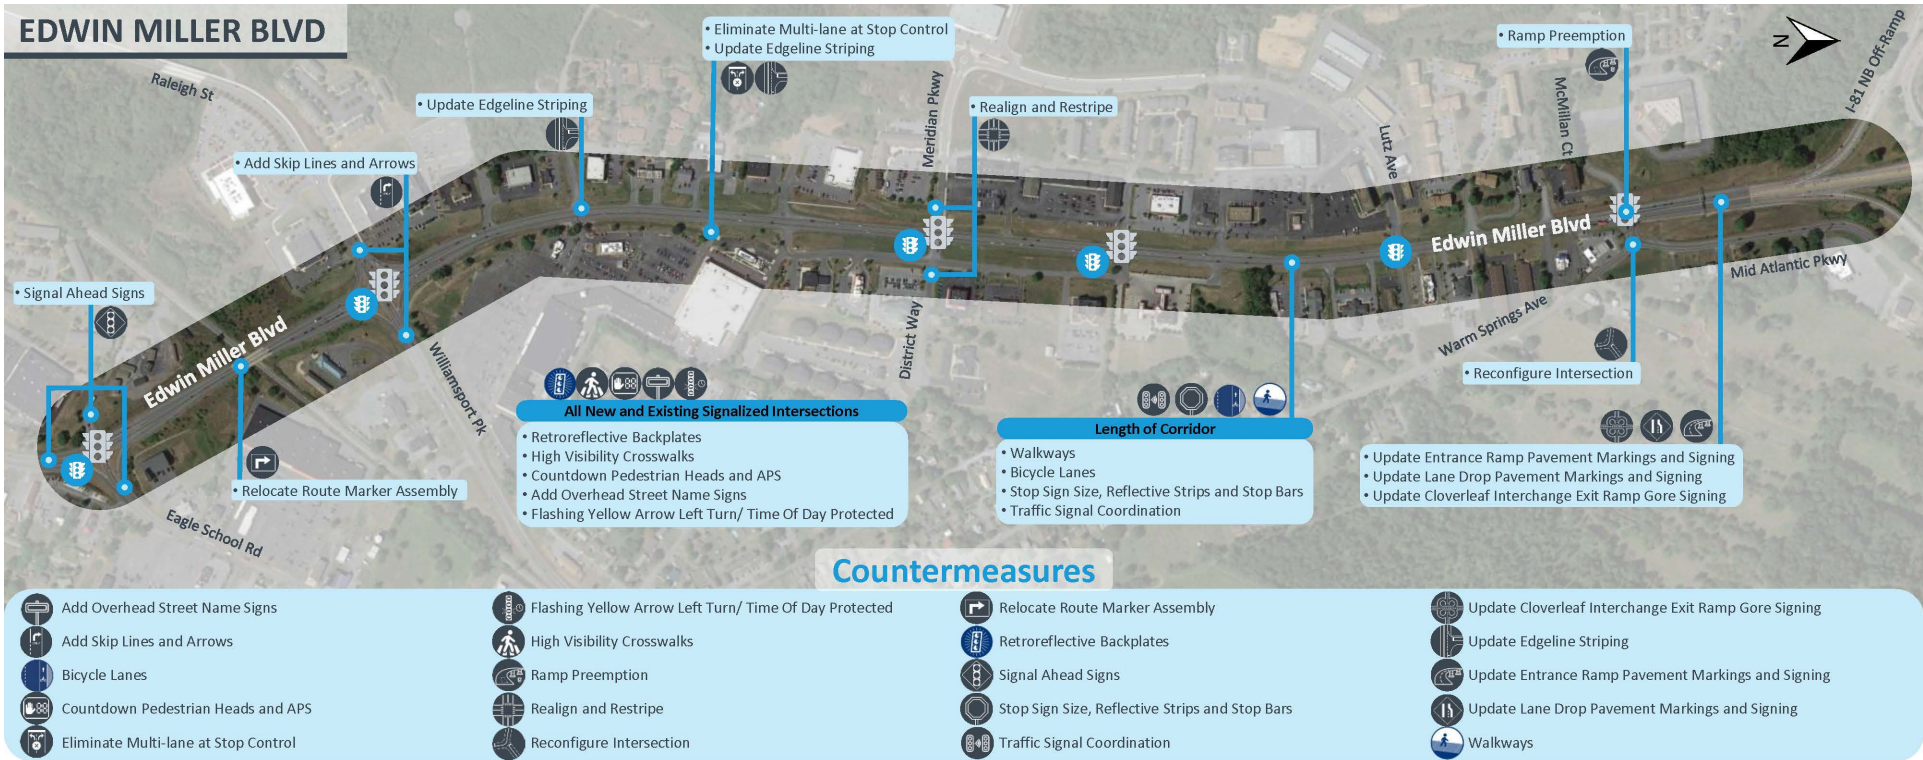 EDWIN MILLER BLVD
• Eliminate Multi-lane at Stop Control
• Update Edgeline Striping
• Ramp Preemption
N
I-81 NB Off-Ramp
Raleigh St
• Update Edgeline Striping
Meridian Pkwy
• Realign and Restripe
Lutz Ave
McMillan Ct
• Add Skip Lines and Arrows
Edwin Miller Blvd
Mid Atlantic Pkwy
• Signal Ahead Signs
Edwin Miller Blvd
Williamsport Pk
District Way
Warm Springs Ave
• Reconfigure Intersection
All New and Existing Signalized Intersections
• Retroreflective Backplates
• High Visibility Crosswalks
• Countdown Pedestrian Heads and APS
• Add Overhead Street Name Signs
• Flashing Yellow Arrow Left Turn/ Time Of Day Protected
Length of Corridor
• Walkways
• Bicycle Lanes
• Stop Sign Size, Reflective Strips and Stop Bars
• Traffic Signal Coordination
• Update Entrance Ramp Pavement Markings and Signing
• Update Lane Drop Pavement Markings and Signing
• Update Cloverleaf Interchange Exit Ramp Gore Signing
• Relocate Route Marker Assembly
Eagle School Rd
Countermeasures
Add Overhead Street Name Signs
Add Skip Lines and Arrows
Bicycle Lanes
Countdown Pedestrian Heads and APS
Eliminate Multi-lane at Stop Control
Flashing Yellow Arrow Left Turn/ Time Of Day Protected
High Visibility Crosswalks
Ramp Preemption
Realign and Restripe
Reconfigure Intersection
Relocate Route Marker Assembly
Retroreflective Backplates
Signal Ahead Signs
Stop Sign Size, Reflective Strips and Stop Bars
Traffic Signal Coordination
Update Cloverleaf Interchange Exit Ramp Gore Signing
Update Edgeline Striping
Update Entrance Ramp Pavement Markings and Signing
Update Lane Drop Pavement Markings and Signing
Walkways